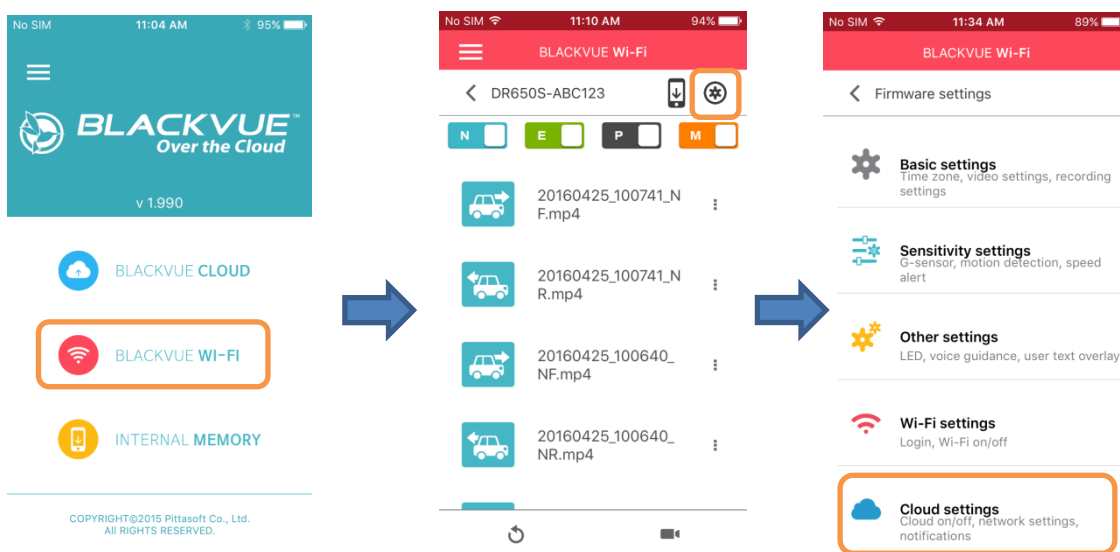 No SIM 11:04 AM 95%
BLACKVUE™
Over the Cloud
v 1.990
BLACKVUE CLOUD
BLACKVUE WI-FI
INTERNAL MEMORY
COPYRIGHT©2015 Pittasoft Co., Ltd.
All RIGHTS RESERVED.
No SIM 11:10 AM 94%
BLACKVUE Wi-Fi
DR650S-ABC123
N E P M
20160425_100741_N
F.mp4
20160425_100741_N
R.mp4
20160425_100640_
NF.mp4
20160425_100640_
NR.mp4
No SIM 11:34 AM 89%
BLACKVUE Wi-Fi
Firmware settings
Basic settings
Time zone, video settings, recording
settings
Sensitivity settings
G-sensor, motion detection, speed
alert
Other settings
LED, voice guidance, user text overlay
Wi-Fi settings
Login, Wi-Fi on/off
Cloud settings
Cloud on/off, network settings,
notifications